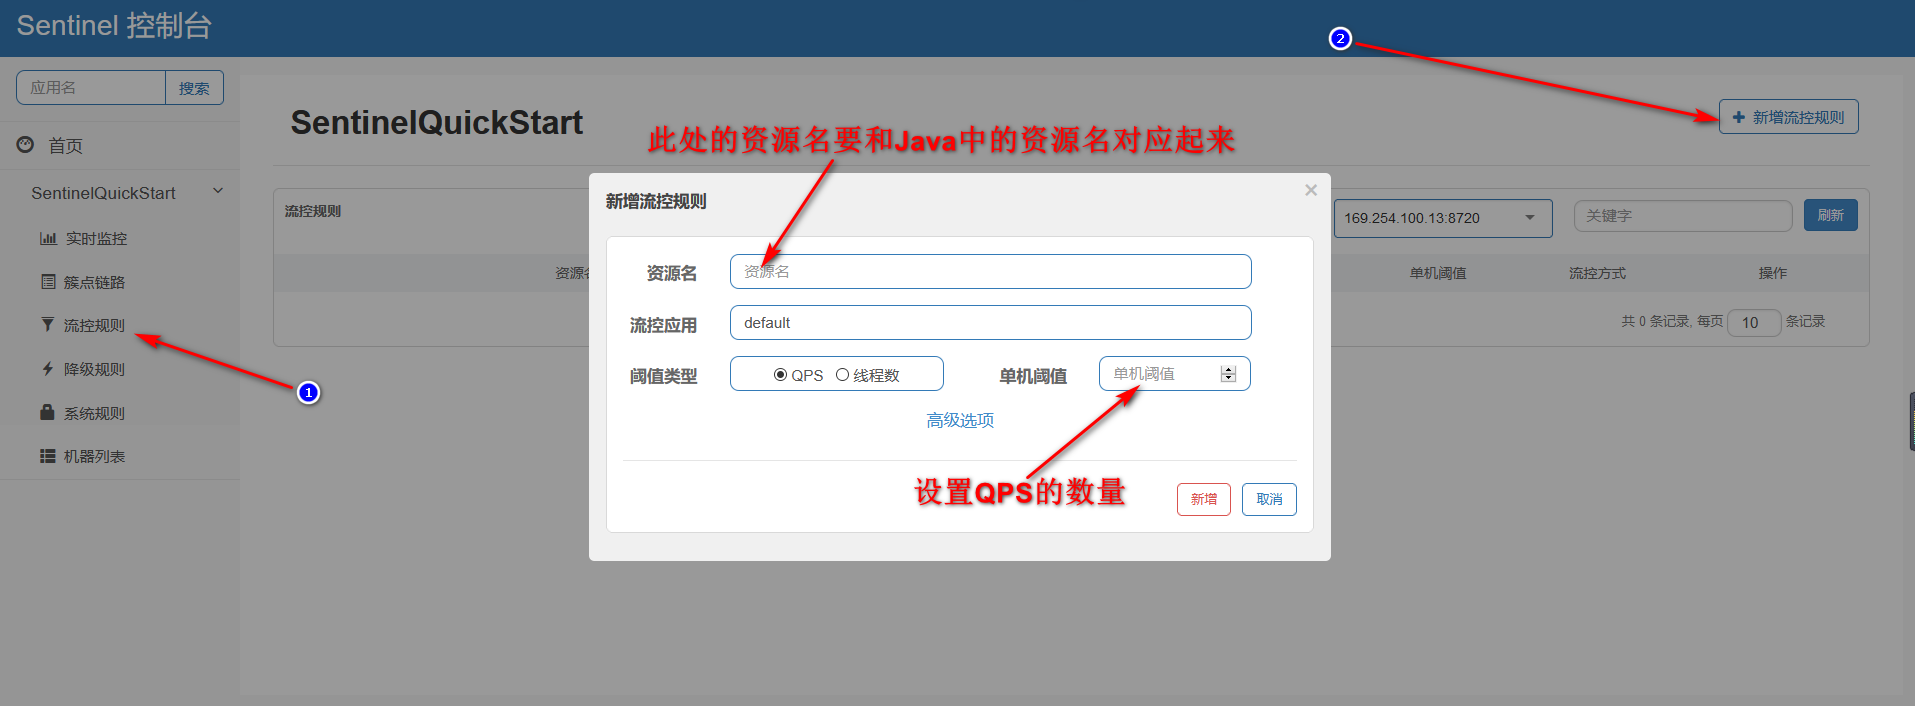 Sentinel 控制台
2
应用名 搜索
新增流控规则
SentinelQuickStart
此处的资源名要和Java中的资源名对应起来
首页
SentinelQuickStart
新增流控规则
×
流控规则
169.254.100.13:8720
关键字
刷新
实时监控
资源名
资源名
单机阈值 流控方式 操作
簇点链路
流控应用 default
共 0 条记录, 每页 10 条记录
流控规则
降级规则
阈值类型 QPS 线程数 单机阈值 单机阈值
1
系统规则
高级选项
机器列表
设置QPS的数量
新增 取消